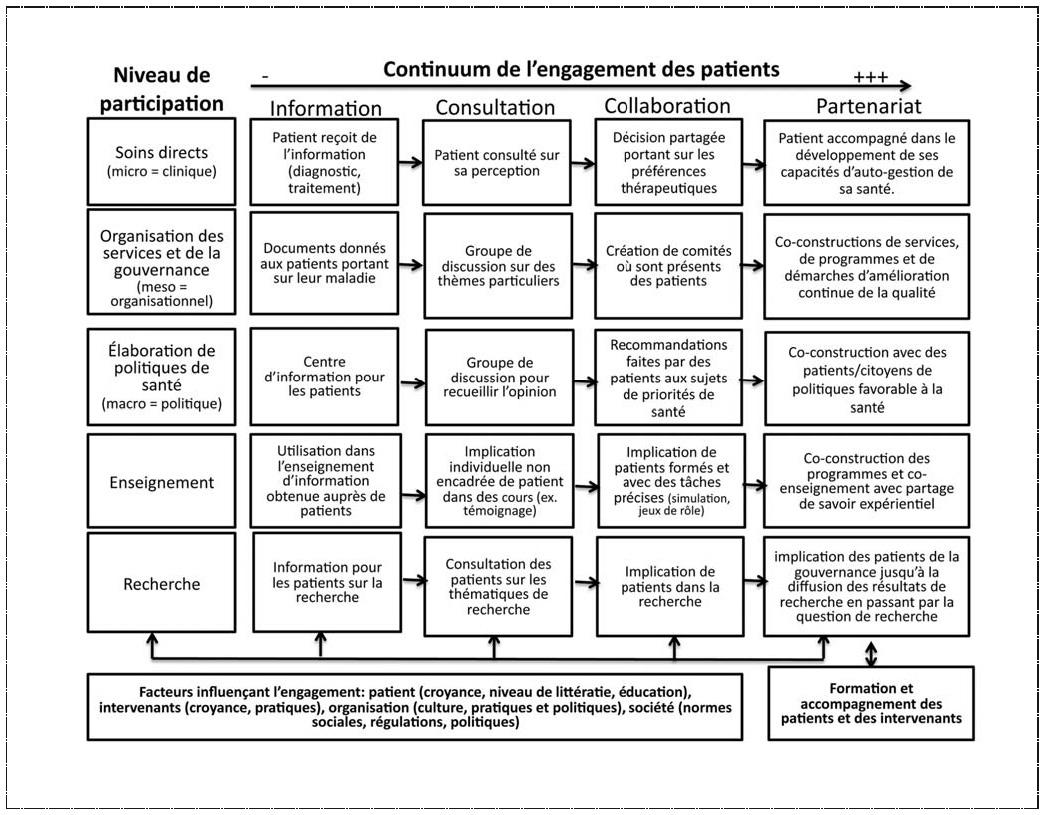 Niveau de
participation
-
Continuum de l’engagement des patients
+++
Information
Consultation
Collaboration
Partenariat
Soins directs
(micro = clinique)
Patient reçoit de
l’information
(diagnostic,
traitement)
Patient consulté sur
sa perception
Décision partagée
portant sur les
préférences
thérapeutiques
Patient accompagné dans le
développement de ses
capacités d’auto-gestion de
sa santé.
Organisation des
services et de la
gouvernance
(meso =
organisationnel)
Documents donnés
aux patients portant
sur leur maladie
Groupe de
discussion sur des
thèmes particuliers
Création de comités
où sont présents
des patients
Co-constructions de services,
de programmes et de
démarches d’amélioration
continue de la qualité
Élaboration de
politiques de
santé
(macro = politique)
Centre
d’information pour
les patients
Groupe de
discussion pour
recueillir l’opinion
Recommandations
faites par des
patients aux sujets
de priorités de
santé
Co-construction avec des
patients/citoyens de
politiques favorable à la
santé
Enseignement
Utilisation dans
l’enseignement
d’information
obtenue auprès de
patients
Implication
individuelle non
encadrée de patient
dans des cours (ex.
témoignage)
Implication de
patients formés et
avec des tâches
précises (simulation,
jeux de rôle)
Co-construction des
programmes et co-
enseignement avec partage
de savoir expérientiel
Recherche
Information pour
les patients sur la
recherche
Consultation des
patients sur les
thématiques de
recherche
Implication de
patients dans la
recherche
implication des patients de la
gouvernance jusqu’à la
diffusion des résultats de
recherche en passant par la
question de recherche
Facteurs influençant l’engagement: patient (croyance, niveau de littératie, éducation),
intervenants (croyance, pratiques), organisation (culture, pratiques et politiques), société (normes
sociales, régulations, politiques)
Formation et
accompagnement des
patients et des intervenants